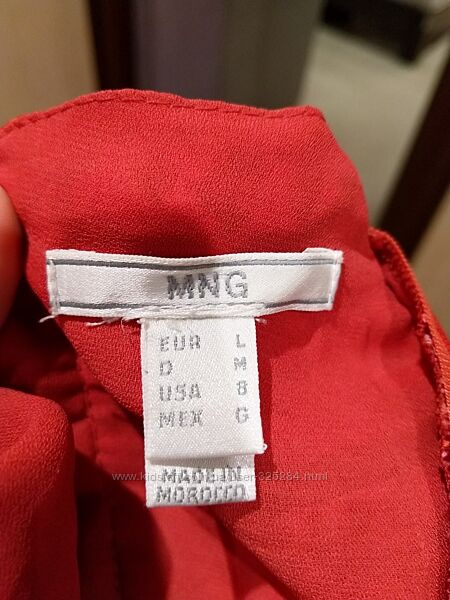 MNG
EUR L
D M
USA 8
MEX G
MADE IN
MOROCCO